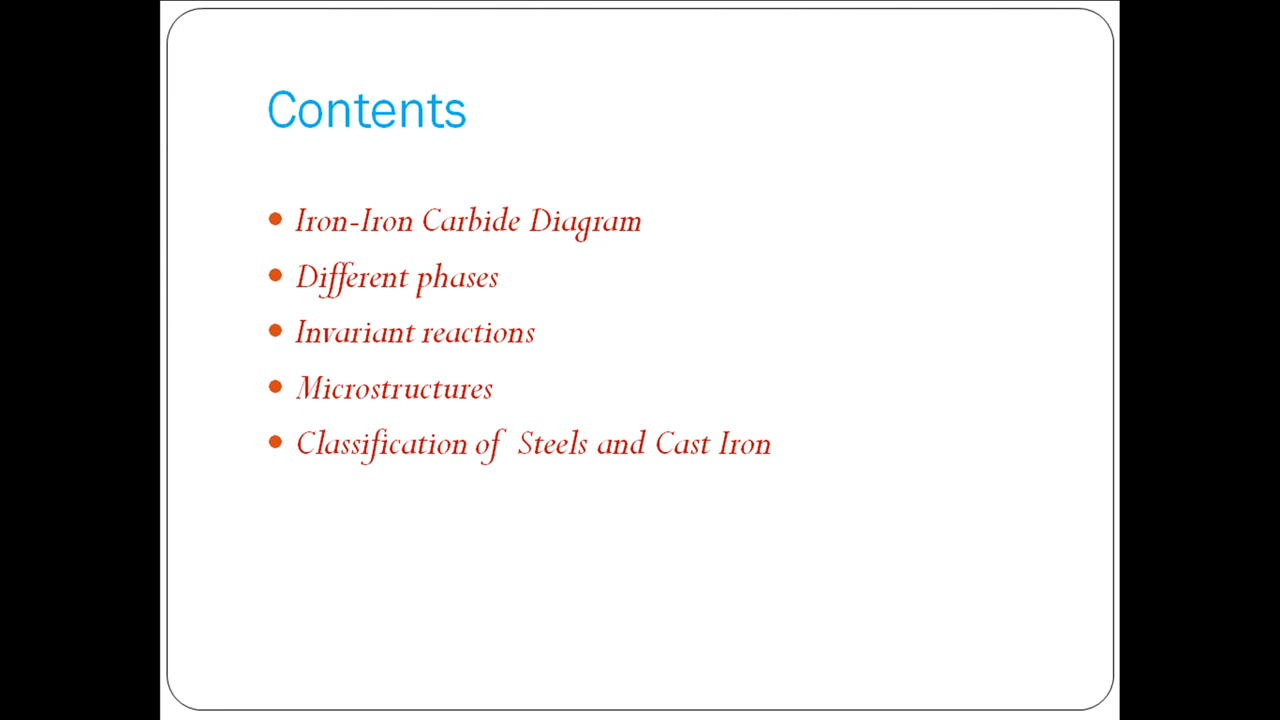 Contents
• Iron-Iron Carbide Diagram
• Different phases
• Invariant reactions
• Microstructures
• Classification of Steels and Cast Iron